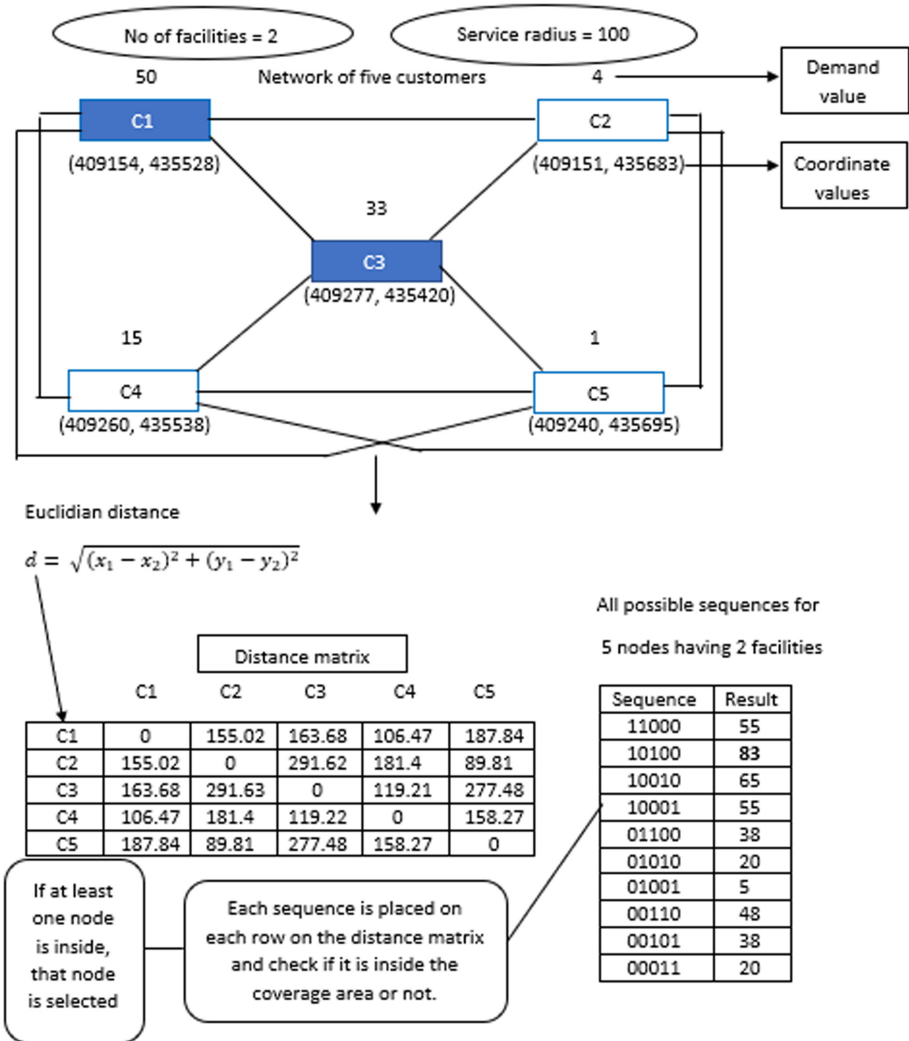 No of facilities = 2
Service radius = 100
50
Network of five customers
4
Demand
value
C1
C2
(409154, 435528)
(409151, 435683)
Coordinate
values
33
C3
(409277, 435420)
15
1
C4
C5
(409260, 435538)
(409240, 435695)
Euclidian distance
d = √(x₁ − x₂)² + (y₁ − y₂)²
All possible sequences for
5 nodes having 2 facilities
Distance matrix
C1 C2 C3 C4 C5
C1 0 155.02 163.68 106.47 187.84
C2 155.02 0 291.62 181.4 89.81
C3 163.68 291.63 0 119.21 277.48
C4 106.47 181.4 119.22 0 158.27
C5 187.84 89.81 277.48 158.27 0
Sequence Result
11000 55
10100 83
10010 65
10001 55
01100 38
01010 20
01001 5
00110 48
00101 38
00011 20
If at least
one node
is inside,
that node
is selected
Each sequence is placed on
each row on the distance matrix
and check if it is inside the
coverage area or not.